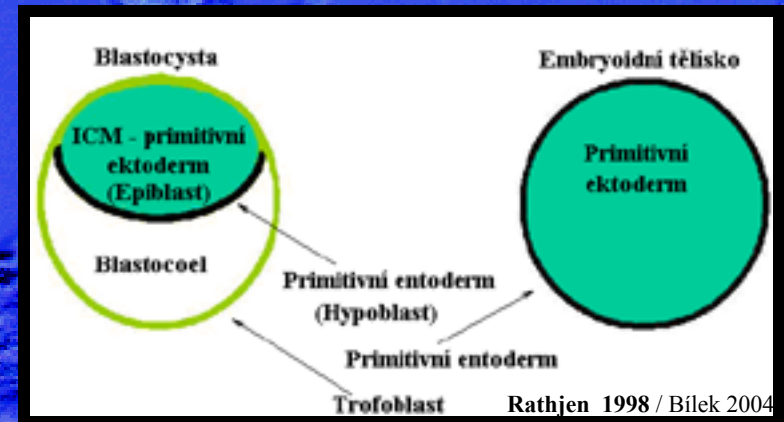 Blastocysta
ICM - primitivní
ektoderm
(Epiblast)
Blastocoel
Embryoidní tělísko
Primitivní
ektoderm
Primitivní entoderm
(Hypoblast)
Primitivní entoderm
Trofoblast
Rathjen 1998 / Bílek 2004